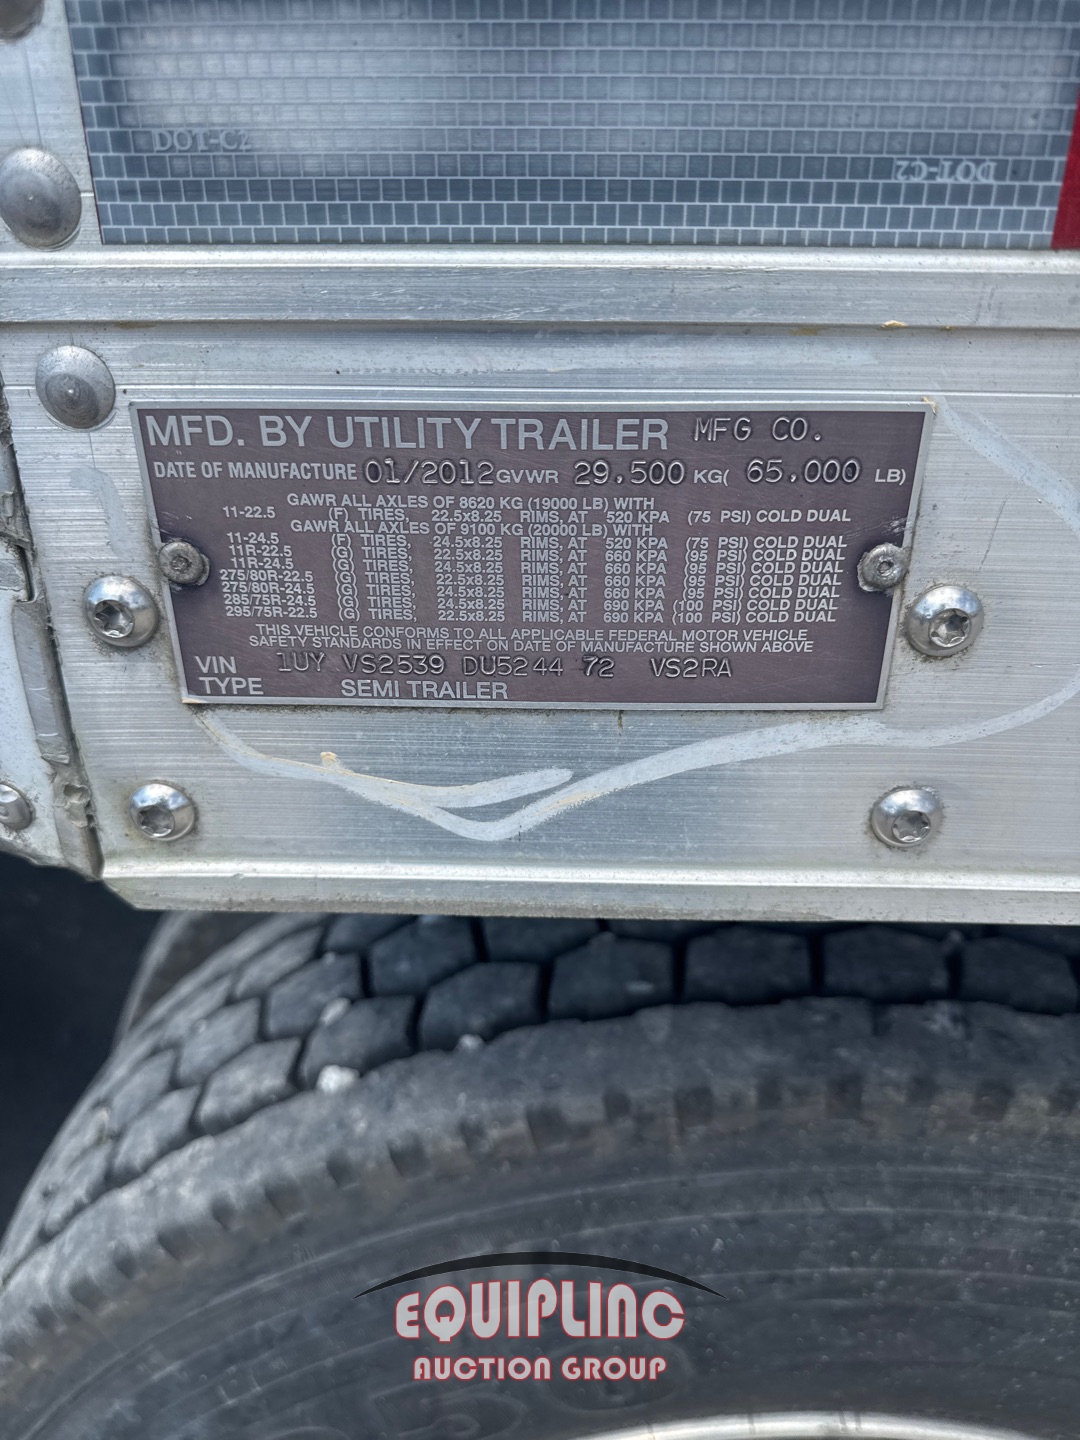 DOT-C2
DOT-C2
MFD. BY UTILITY TRAILER MFG CO.
DATE OF MANUFACTURE 01/2012 GVWR 29,500 KG( 65,000 LB)
GAWR ALL AXLES OF 8620 KG (19000 LB) WITH
11-22.5 (F) TIRES, 22.5x8.25 RIMS, AT 520 KPA (75 PSI) COLD DUAL
GAWR ALL AXLES OF 9100 KG (20000 LB) WITH
11-24.5 (F) TIRES, 24.5x8.25 RIMS, AT 520 KPA (75 PSI) COLD DUAL
11R-22.5 (G) TIRES, 22.5x8.25 RIMS, AT 660 KPA (95 PSI) COLD DUAL
11R-24.5 (G) TIRES, 24.5x8.25 RIMS, AT 660 KPA (95 PSI) COLD DUAL
275/80R-22.5 (G) TIRES, 22.5x8.25 RIMS, AT 660 KPA (95 PSI) COLD DUAL
275/80R-24.5 (G) TIRES, 24.5x8.25 RIMS, AT 660 KPA (95 PSI) COLD DUAL
285/75R-24.5 (G) TIRES, 24.5x8.25 RIMS, AT 690 KPA (100 PSI) COLD DUAL
295/75R-22.5 (G) TIRES, 22.5x8.25 RIMS, AT 690 KPA (100 PSI) COLD DUAL
THIS VEHICLE CONFORMS TO ALL APPLICABLE FEDERAL MOTOR VEHICLE
SAFETY STANDARDS IN EFFECT ON DATE OF MANUFACTURE SHOWN ABOVE
VIN 1UY VS2539 DU5244 72 VS2RA
TYPE SEMI TRAILER
EQUIPLINC
AUCTION GROUP